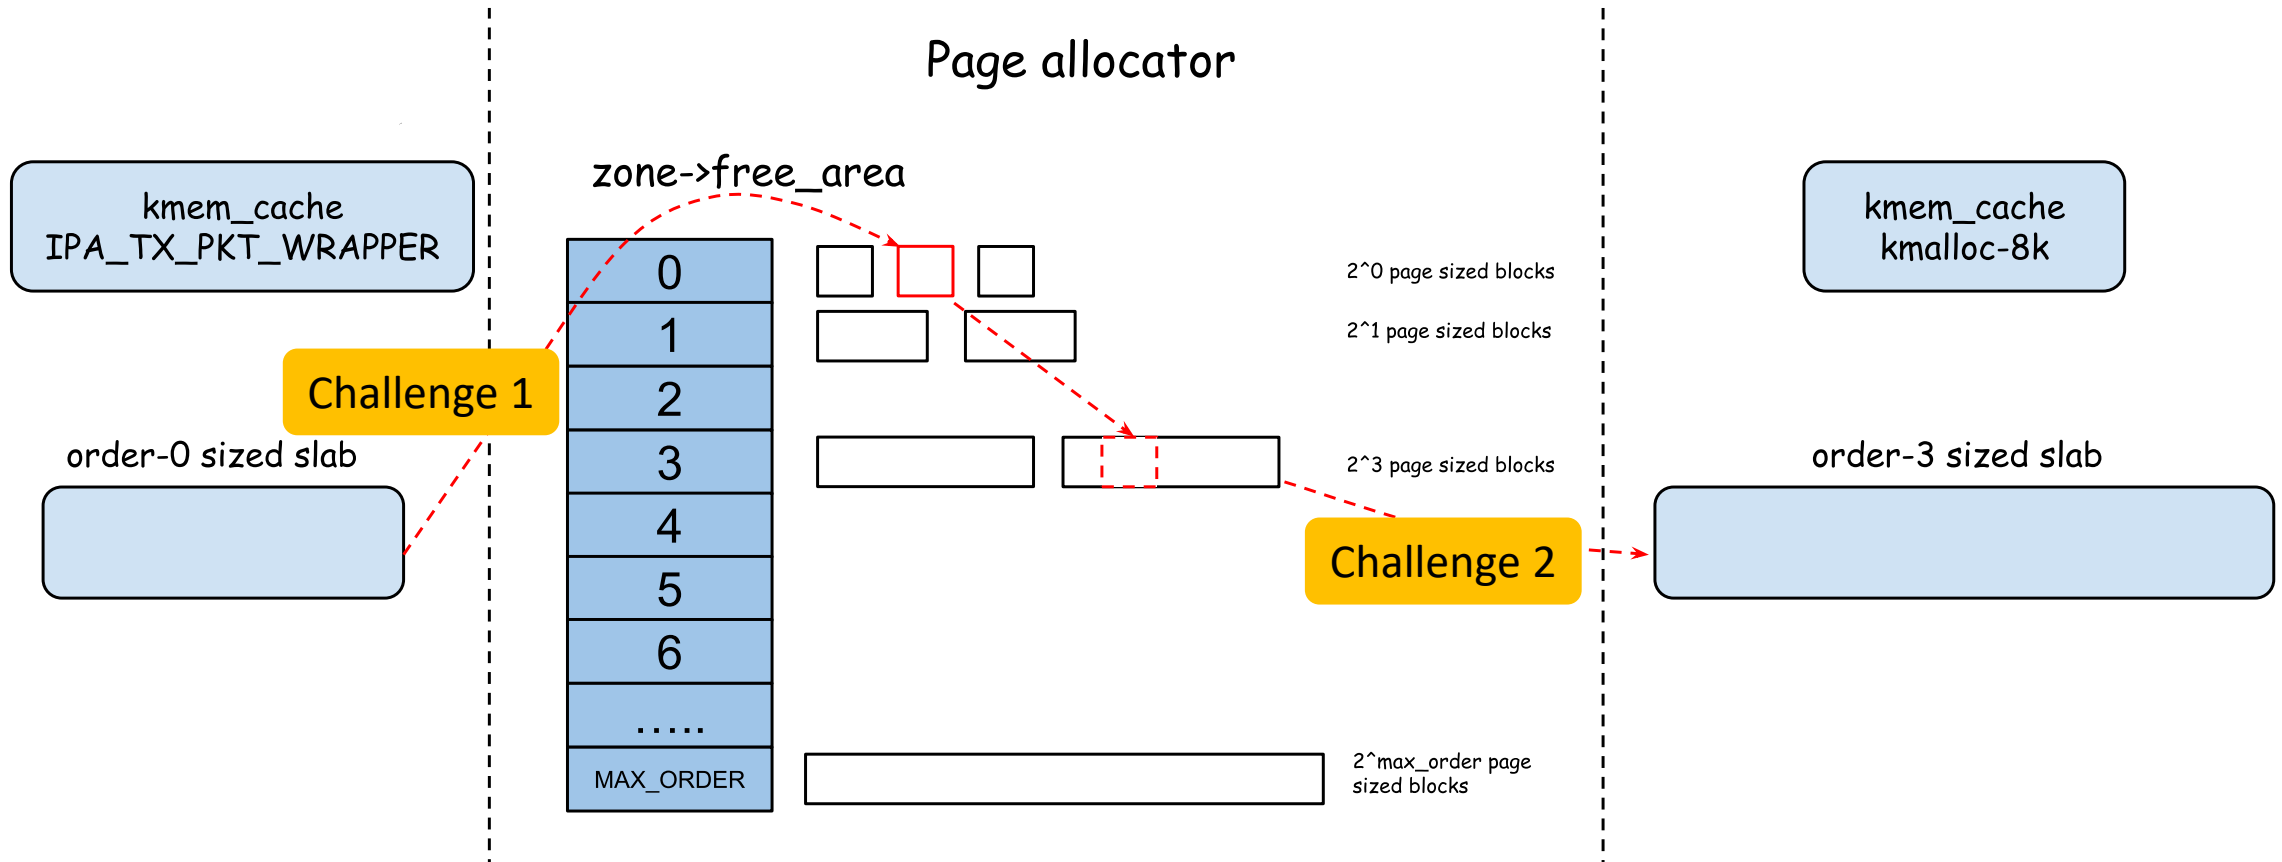 Page allocator
kmem_cache
IPA_TX_PKT_WRAPPER
order-0 sized slab
Challenge 1
zone->free_area
0
1
2
3
4
5
6
.....
MAX_ORDER
2^0 page sized blocks
2^1 page sized blocks
2^3 page sized blocks
2^max_order page
sized blocks
Challenge 2
kmem_cache
kmalloc-8k
order-3 sized slab